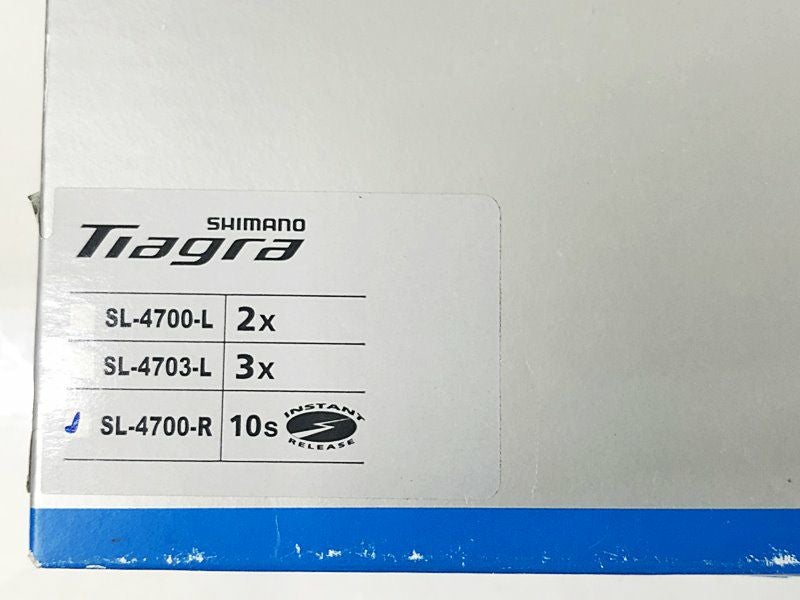 SHIMANO
Tiagra
SL-4700-L 2x
SL-4703-L 3x
SL-4700-R 10s INSTANT RELEASE